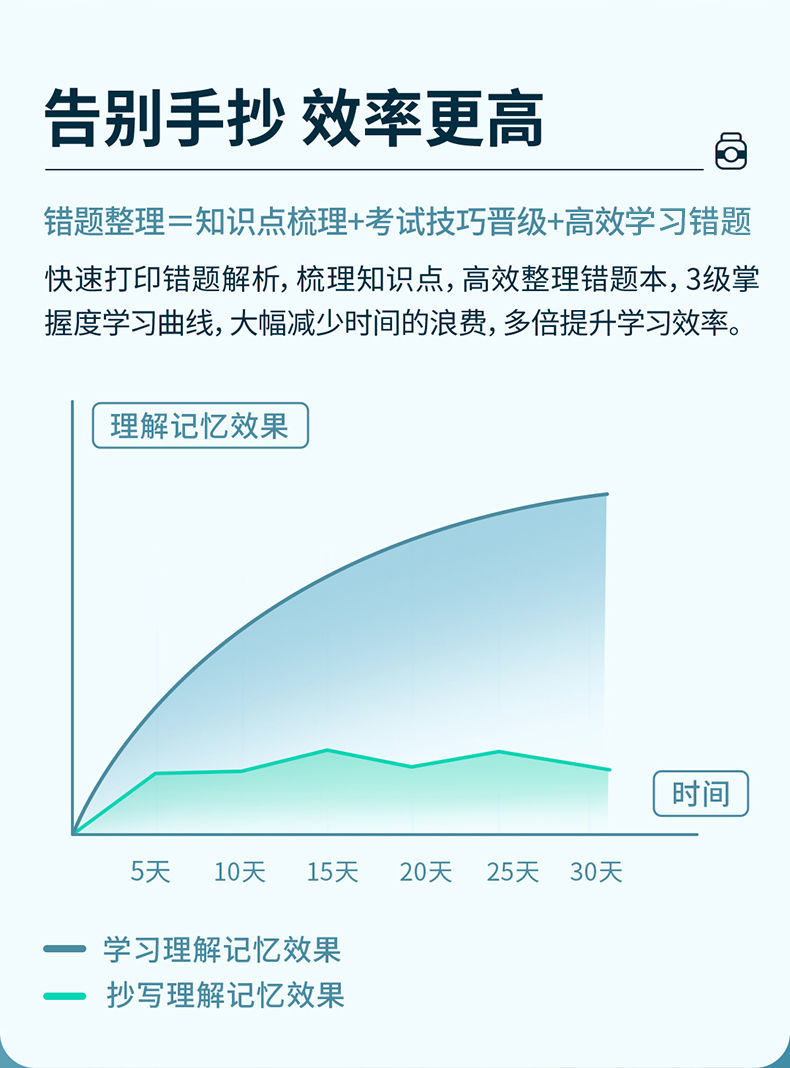 告别手抄 效率更高
错题整理＝知识点梳理+考试技巧晋级+高效学习错题
快速打印错题解析，梳理知识点，高效整理错题本，3级掌
握度学习曲线，大幅减少时间的浪费，多倍提升学习效率。
理解记忆效果
时间
5天 10天 15天 20天 25天 30天
学习理解记忆效果
抄写理解记忆效果